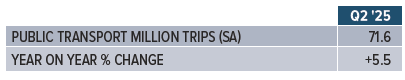 Q2 '25
PUBLIC TRANSPORT MILLION TRIPS (SA) 71.6
YEAR ON YEAR % CHANGE +5.5